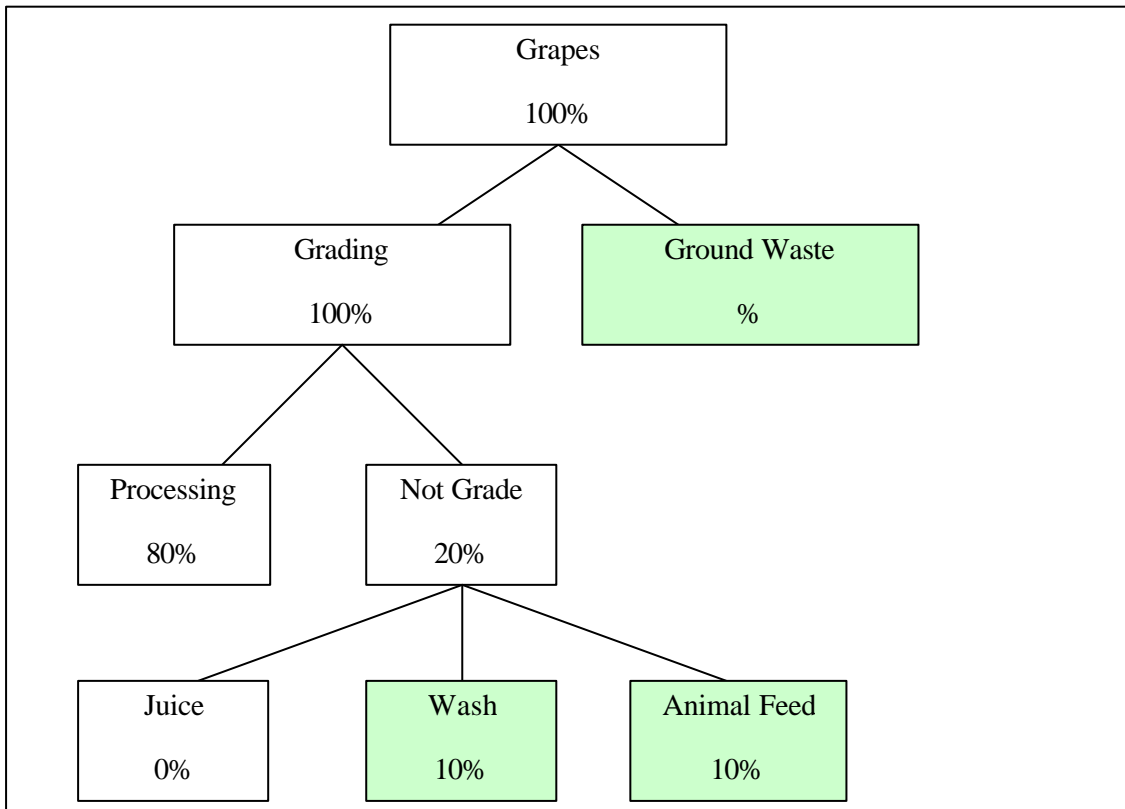 Grapes
100%
Grading
100%
Ground Waste
%
Processing
80%
Not Grade
20%
Juice
0%
Wash
10%
Animal Feed
10%